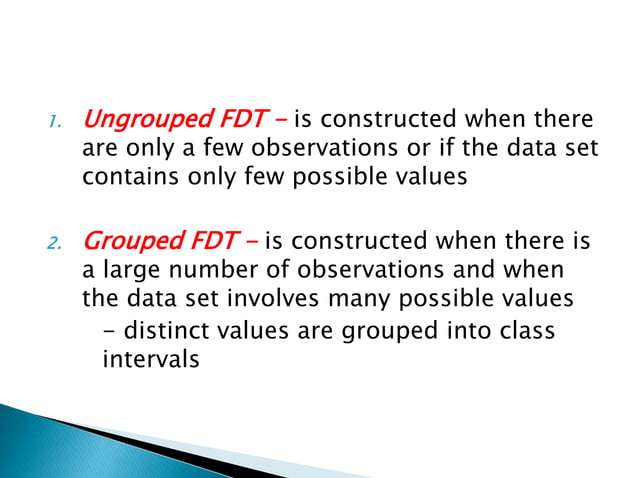 1. Ungrouped FDT – is constructed when there
are only a few observations or if the data set
contains only few possible values
2. Grouped FDT – is constructed when there is
a large number of observations and when
the data set involves many possible values
– distinct values are grouped into class
intervals